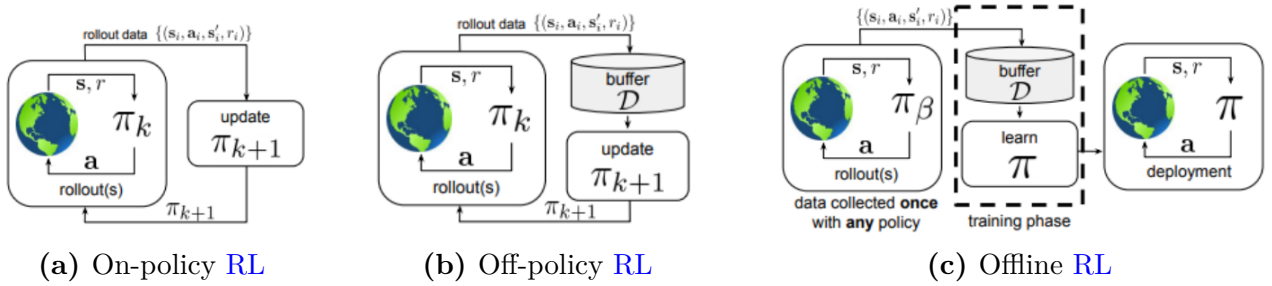 rollout data {(s_i, a_i, s'_i, r_i)}
s, r
π_k
a
rollout(s)
update
π_{k+1}
π_{k+1}
(a) On-policy RL
rollout data {(s_i, a_i, s'_i, r_i)}
s, r
π_k
a
rollout(s)
buffer
D
update
π_{k+1}
π_{k+1}
(b) Off-policy RL
{(s_i, a_i, s'_i, r_i)}
s, r
π_β
a
rollout(s)
data collected once
with any policy
buffer
D
learn
π
training phase
s, r
π
a
deployment
(c) Offline RL